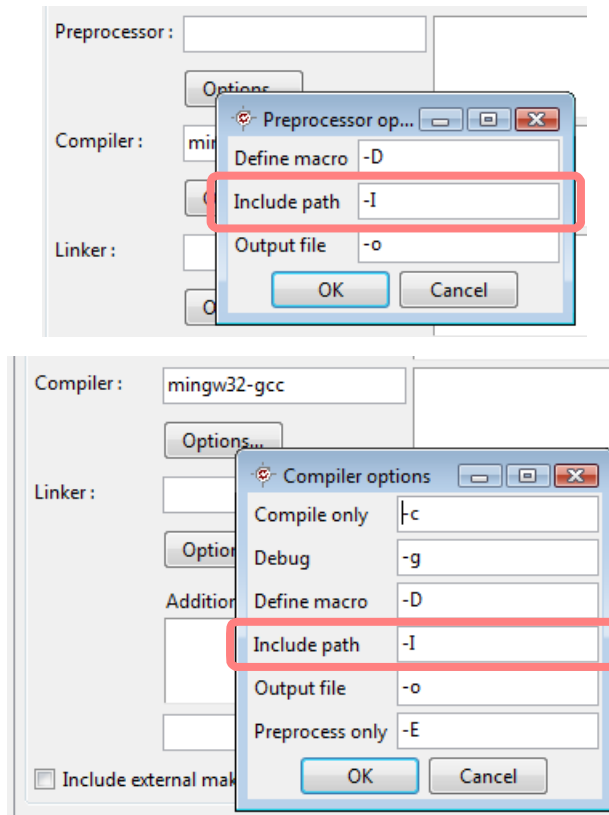 Preprocessor :
Options...
Preprocessor op...
Compiler :
Define macro -D
Include path -I
Linker :
Output file -o
OK Cancel
Compiler : mingw32-gcc
Options...
Compiler options
Linker :
Compile only -c
Debug -g
Define macro -D
Include path -I
Output file -o
Preprocess only -E
Include external mak
OK Cancel